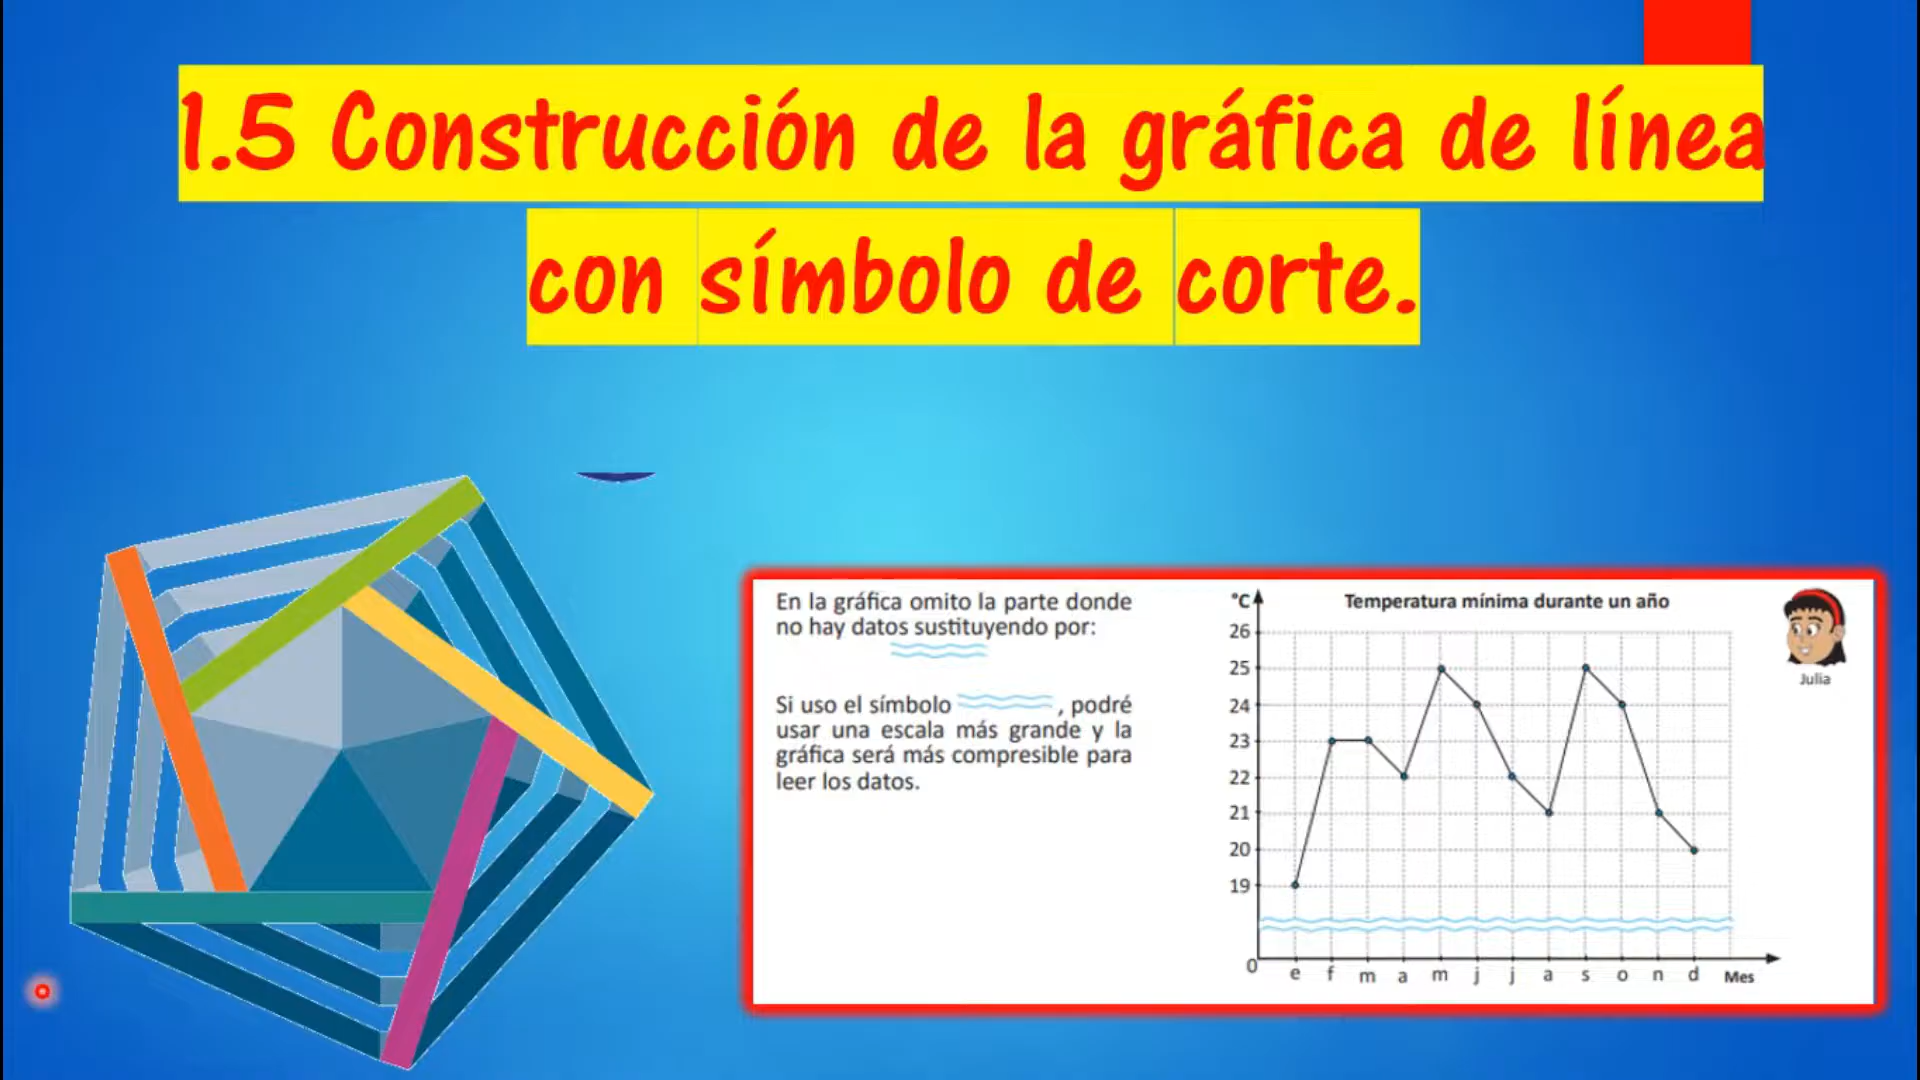 1.5 Construcción de la gráfica de línea
con símbolo de corte.
En la gráfica omito la parte donde
no hay datos sustituyendo por:
Si uso el símbolo , podré
usar una escala más grande y la
gráfica será más compresible para
leer los datos.
°C
Temperatura mínima durante un año
26
25
24
23
22
21
20
19
0
e f m a m j j a s o n d Mes
Julia